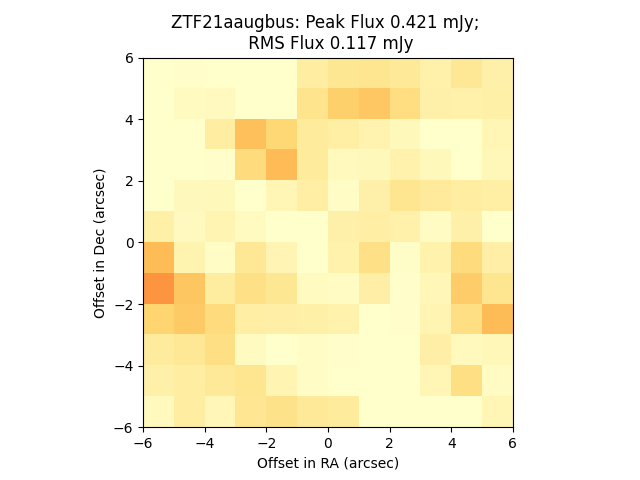 ZTF21aaugbus: Peak Flux 0.421 mJy;
RMS Flux 0.117 mJy
6
4
2
0
−2
−4
−6
Offset in Dec (arcsec)
−6 −4 −2 0 2 4 6
Offset in RA (arcsec)